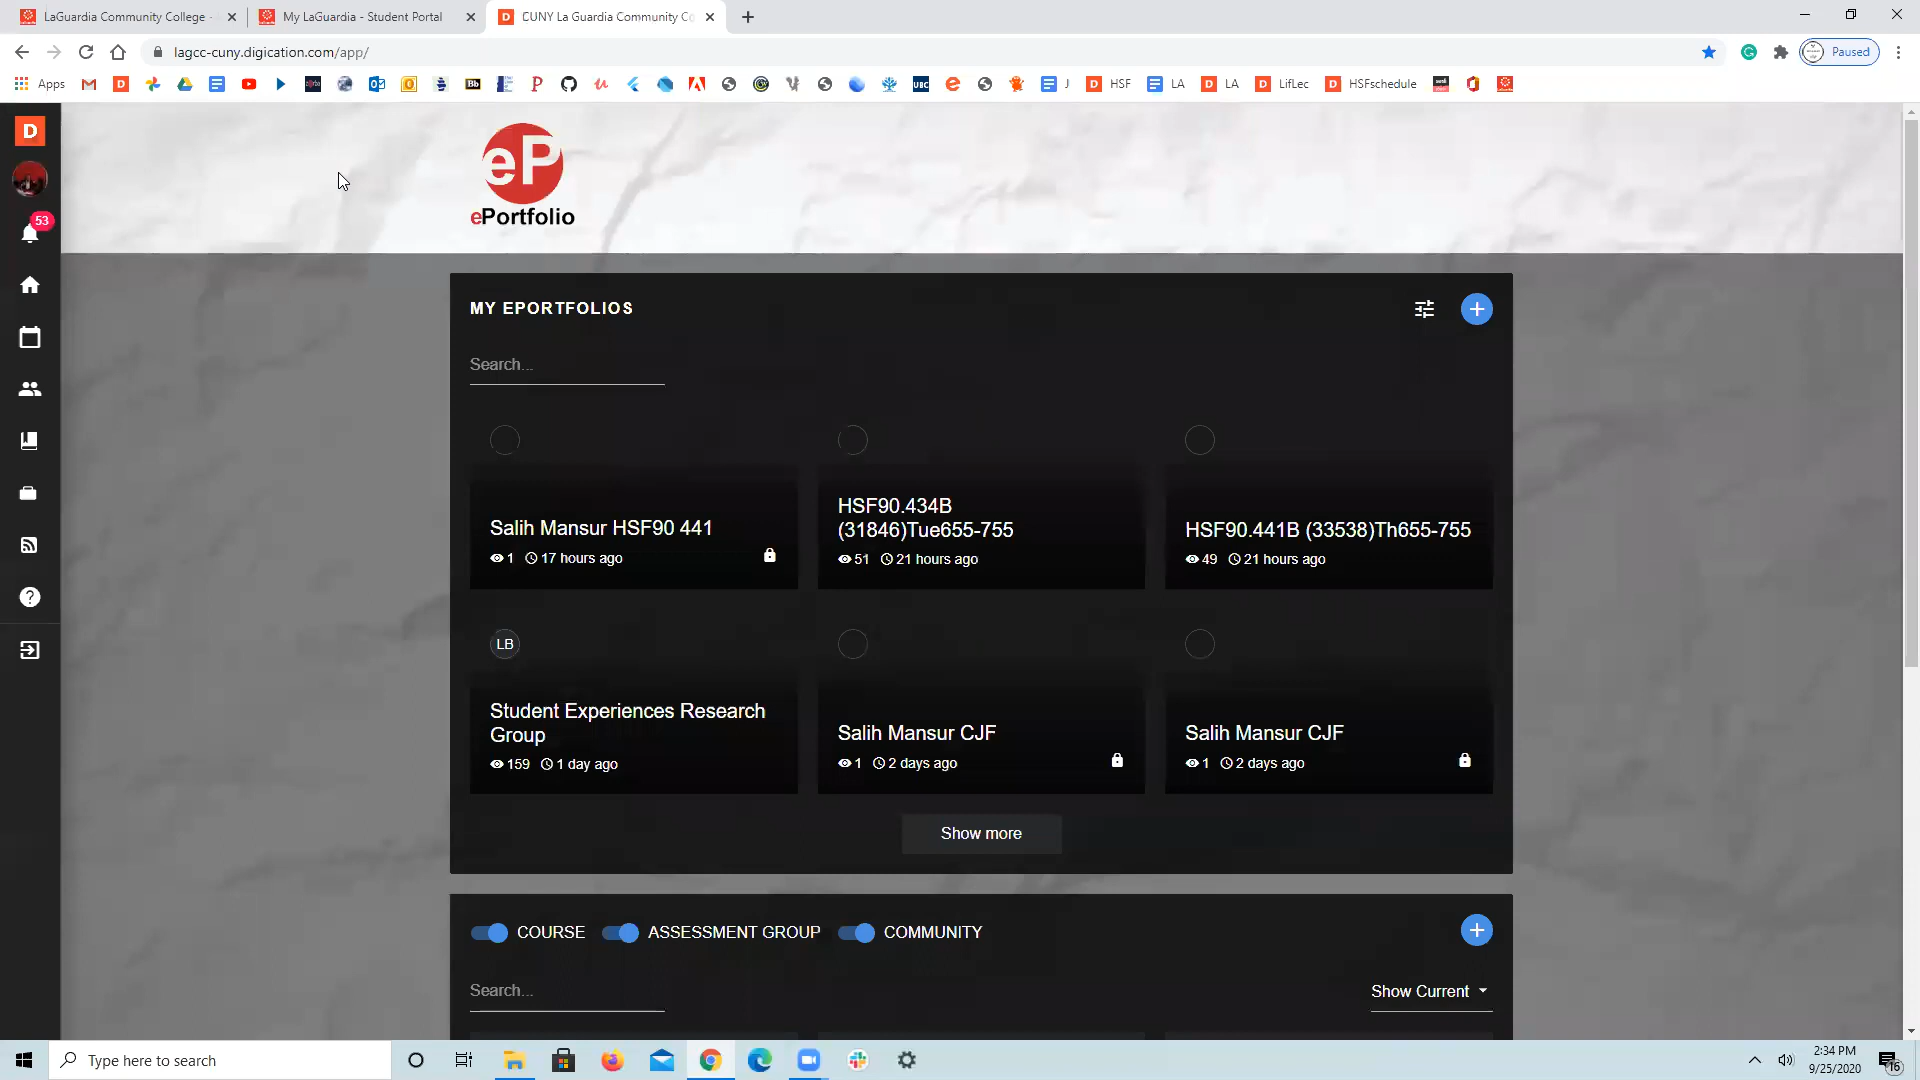 LaGuardia Community College -
My LaGuardia - Student Portal
CUNY La Guardia Community Co
lagcc-cuny.digication.com/app/
Paused
Apps
Bb
UBC
J
HSF
LA
LA
LifLec
HSFschedule
D
53
eP
ePortfolio
MY EPORTFOLIOS
Search...
Salih Mansur HSF90 441
1 17 hours ago
HSF90.434B
(31846)Tue655-755
51 21 hours ago
HSF90.441B (33538)Th655-755
49 21 hours ago
LB
Student Experiences Research
Group
159 1 day ago
Salih Mansur CJF
1 2 days ago
Salih Mansur CJF
1 2 days ago
Show more
COURSE ASSESSMENT GROUP COMMUNITY
Search...
Show Current
Type here to search
2:34 PM
9/25/2020
16